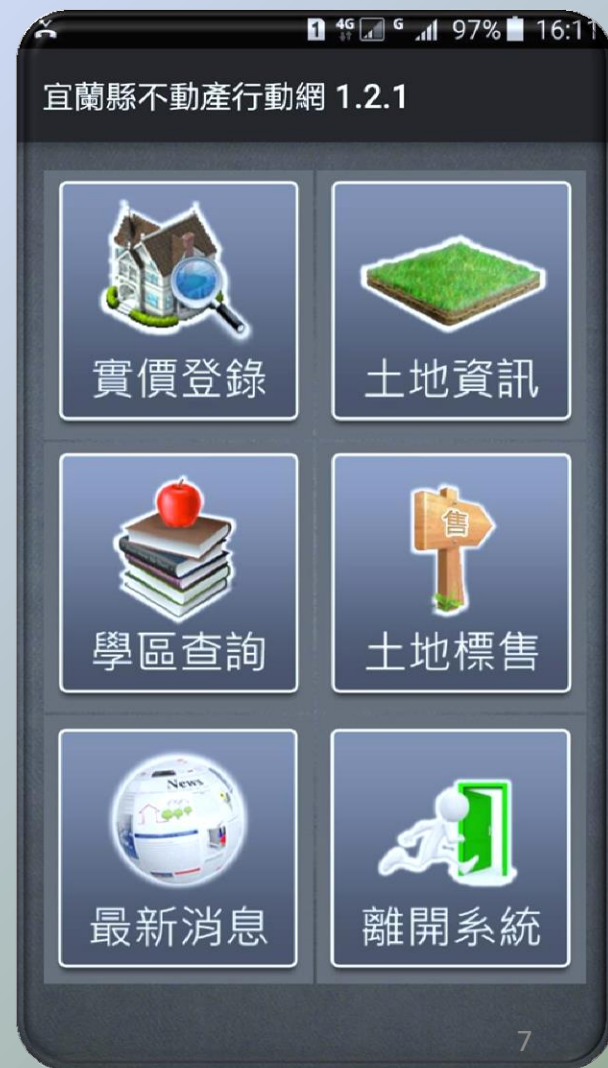 1 4G G 97% 16:11
宜蘭縣不動產行動網 1.2.1
實價登錄
土地資訊
學區查詢
售
土地標售
News
最新消息
離開系統
7